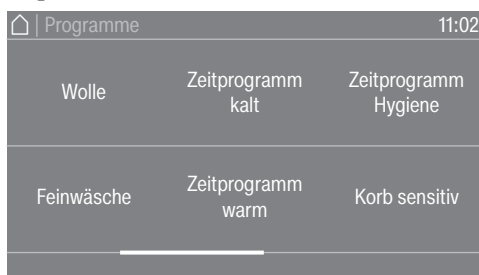 | Programme 11:02
Wolle
Zeitprogramm
kalt
Zeitprogramm
Hygiene
Feinwäsche
Zeitprogramm
warm
Korb sensitiv